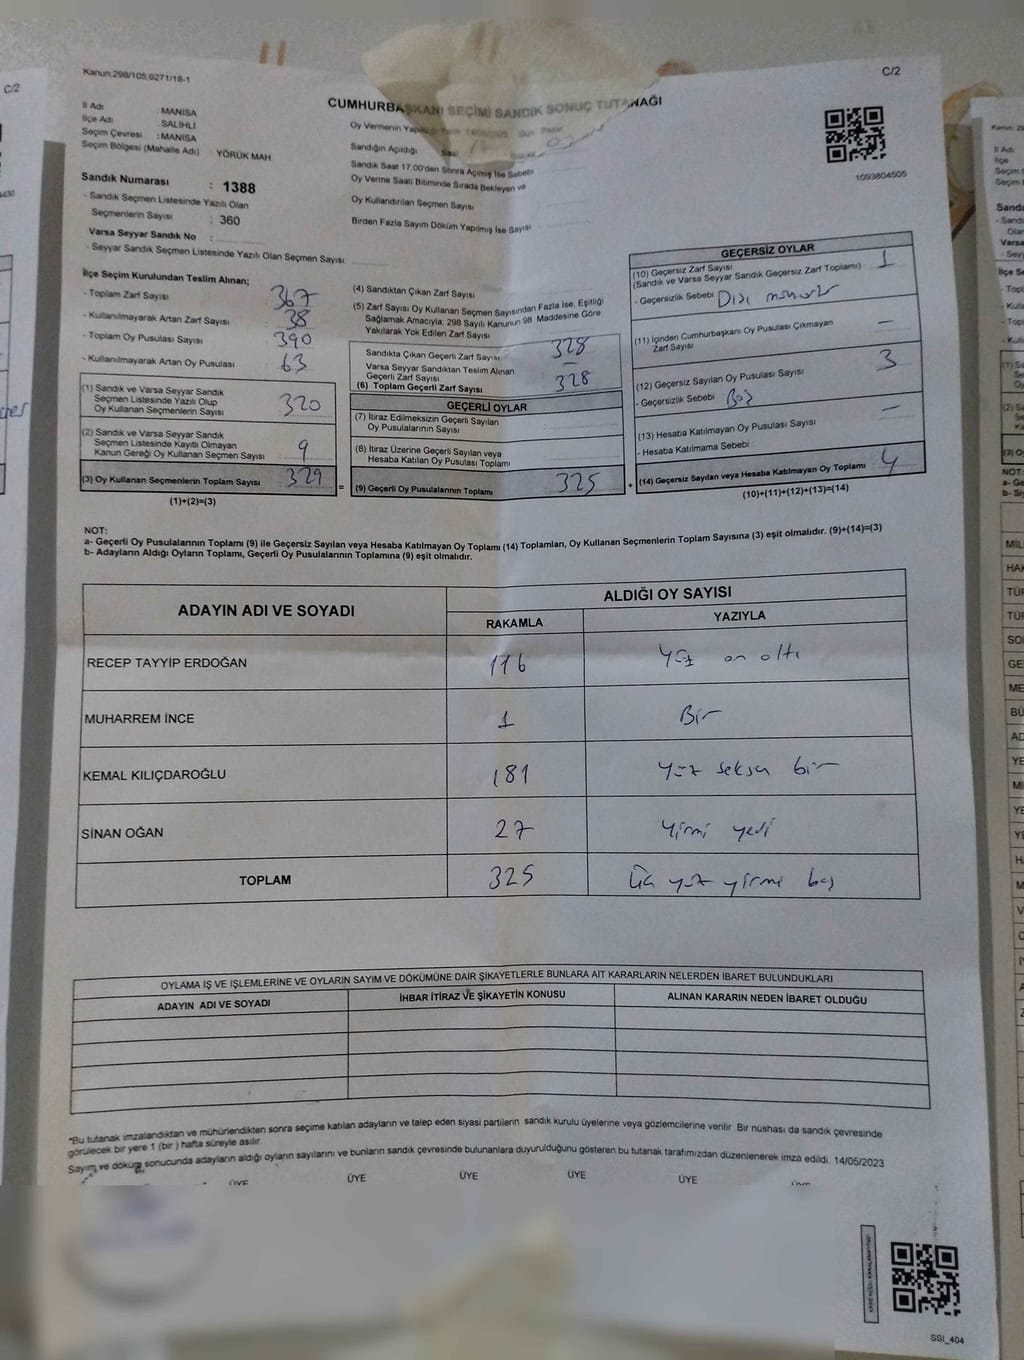 Kanun:298/105,6271/18-1
C/2
C/2
CUMHURBAŞKANI SEÇİMİ SANDIK SONUÇ TUTANAĞI
İl Adı : MANİSA
İlçe Adı : SALİHLİ
Seçim Çevresi : MANİSA
Seçim Bölgesi (Mahalle Adı) YÖRÜK MAH.
Sandık Numarası : 1388
- Sandık Seçmen Listesinde Yazılı Olan
Seçmenlerin Sayısı : 360
Varsa Seyyar Sandık No :
- Seyyar Sandık Seçmen Listesinde Yazılı Olan Seçmen Sayısı
Oy Vermenin
Sandığın Açıldığı
Sandık Saat 17:00'den Sonra Açılmış İse Sebebi
Oy Verme Saati Bitiminde Sırada Bekleyen ve
Oy Kullandırılan Seçmen Sayısı
Birden Fazla Sayım Döküm Yapılmış İse Sayısı
1093804505
İlçe Seçim Kurulundan Teslim Alınan;
- Toplam Zarf Sayısı 367
- Kullanılmayarak Artan Zarf Sayısı 38
- Toplam Oy Pusulası Sayısı 390
- Kullanılmayarak Artan Oy Pusulası 63
(1) Sandık ve Varsa Seyyar Sandık
Seçmen Listesinde Yazılı Olup
Oy Kullanan Seçmenlerin Sayısı 320
(2) Sandık ve Varsa Seyyar Sandık
Seçmen Listesinde Kayıtlı Olmayan
Kanun Gereği Oy Kullanan Seçmen Sayısı 9
(3) Oy Kullanan Seçmenlerin Toplam Sayısı 329
(1)+(2)=(3)
(4) Sandıktan Çıkan Zarf Sayısı
(5) Zarf Sayısı Oy Kullanan Seçmen Sayısından Fazla İse, Eşitliği
Sağlamak Amacıyla; 298 Sayılı Kanunun 98. Maddesine Göre
Yakılarak Yok Edilen Zarf Sayısı
Sandıkta Çıkan Geçerli Zarf Sayısı 328
Varsa Seyyar Sandıktan Teslim Alınan
Geçerli Zarf Sayısı
(6) Toplam Geçerli Zarf Sayısı 328
GEÇERLİ OYLAR
(7) İtiraz Edilmeksizin Geçerli Sayılan
Oy Pusulalarının Sayısı
(8) İtiraz Üzerine Geçerli Sayılan veya
Hesaba Katılan Oy Pusulası Toplamı
= (9) Geçerli Oy Pusulalarının Toplamı 325
GEÇERSİZ OYLAR
(10) Geçersiz Zarf Sayısı 1
(Sandık ve Varsa Seyyar Sandık Geçersiz Zarf Toplamı)
- Geçersizlik Sebebi Dışı
(11) İçinden Cumhurbaşkanı Oy Pusulası Çıkmayan
Zarf Sayısı —
(12) Geçersiz Sayılan Oy Pusulası Sayısı 3
- Geçersizlik Sebebi Boş
(13) Hesaba Katılmayan Oy Pusulası Sayısı —
- Hesaba Katılmama Sebebi
+ (14) Geçersiz Sayılan veya Hesaba Katılmayan Oy Toplamı 4
(10)+(11)+(12)+(13)=(14)
NOT:
a- Geçerli Oy Pusulalarının Toplamı (9) ile Geçersiz Sayılan veya Hesaba Katılmayan Oy Toplamı (14) Toplamları, Oy Kullanan Seçmenlerin Toplam Sayısına (3) eşit olmalıdır. (9)+(14)=(3)
b- Adayların Aldığı Oyların Toplamı, Geçerli Oy Pusulalarının Toplamına (9) eşit olmalıdır.
ADAYIN ADI VE SOYADI ALDIĞI OY SAYISI
RAKAMLA YAZIYLA
RECEP TAYYİP ERDOĞAN 116 Yüz on altı
MUHARREM İNCE 1 Bir
KEMAL KILIÇDAROĞLU 181 Yüz seksen bir
SİNAN OĞAN 27 Yirmi yedi
TOPLAM 325 Üç yüz yirmi beş
OYLAMA İŞ VE İŞLEMLERİNE VE OYLARIN SAYIM VE DÖKÜMÜNE DAİR ŞİKAYETLERLE BUNLARA AİT KARARLARIN NELERDEN İBARET BULUNDUKLARI
ADAYIN ADI VE SOYADI İHBAR İTİRAZ VE ŞİKAYETİN KONUSU ALINAN KARARIN NEDEN İBARET OLDUĞU
*Bu tutanak imzalandıktan ve mühürlendikten sonra seçime katılan adayların ve talep eden siyasi partilerin sandık kurulu üyelerine veya gözlemcilerine verilir. Bir nüshası da sandık çevresinde
görülecek bir yere 1 (bir) hafta süreyle asılır.
Sayım ve döküm sonucunda adayların aldığı oyların sayılarını ve bunların sandık çevresinde bulunanlara duyurulduğunu gösteren bu tutanak tarafımızdan düzenlenerek imza edildi. 14/05/2023
ÜYE ÜYE ÜYE ÜYE ÜYE
SSI_404